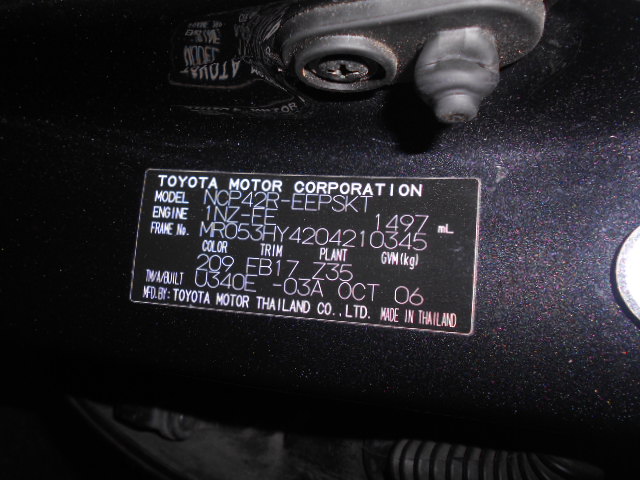 TOYOTA MOTOR CORPORATION
MODEL NCP42R-EEPSKT
ENGINE 1NZ-FE 1497 mL
FRAME No. MR053HY4204210345
COLOR TRIM PLANT GVM(kg)
209 EB17 Z35
TM/A/BUILT U340E -03A OCT 06
MFD.BY: TOYOTA MOTOR THAILAND CO.,LTD. MADE IN THAILAND